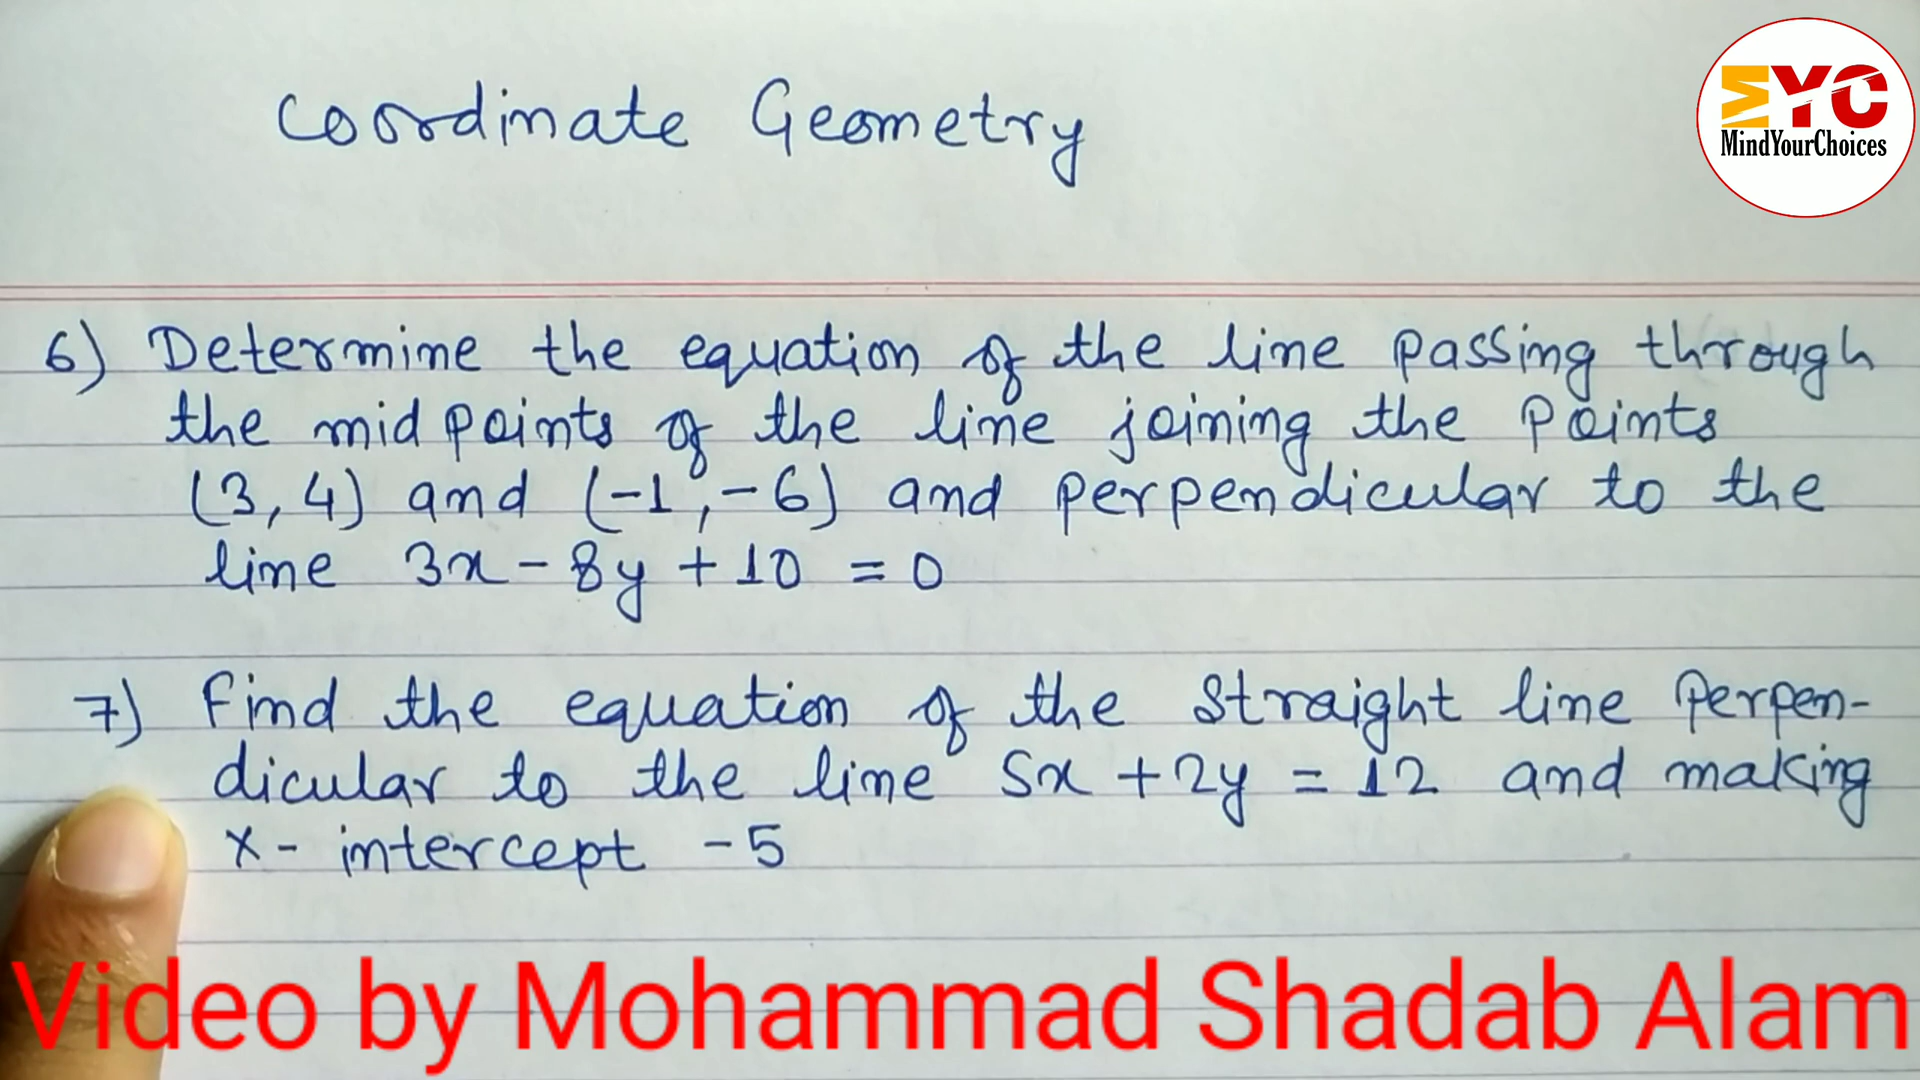 Coordinate Geometry
MYC
MindYourChoices
6) Determine the equation of the line passing through
the mid points of the line joining the points
(3, 4) and (-1, -6) and perpendicular to the
line 3x - 8y + 10 = 0
7) Find the equation of the straight line perpen-
dicular to the line 5x + 2y = 12 and making
x - intercept - 5
Video by Mohammad Shadab Alam